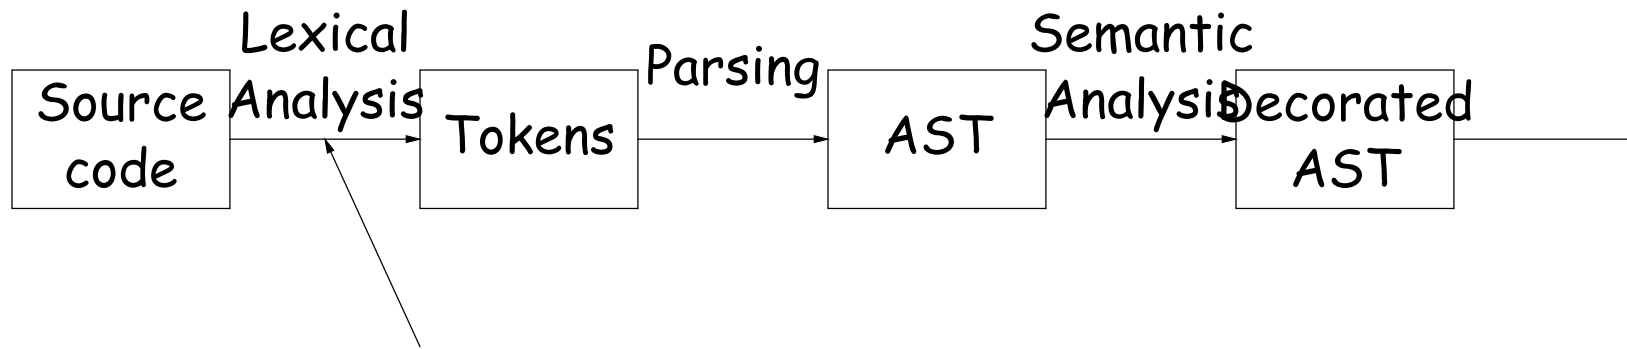 Source
code
Lexical
Analysis
Tokens
Parsing
AST
Semantic
Analysis
Decorated
AST